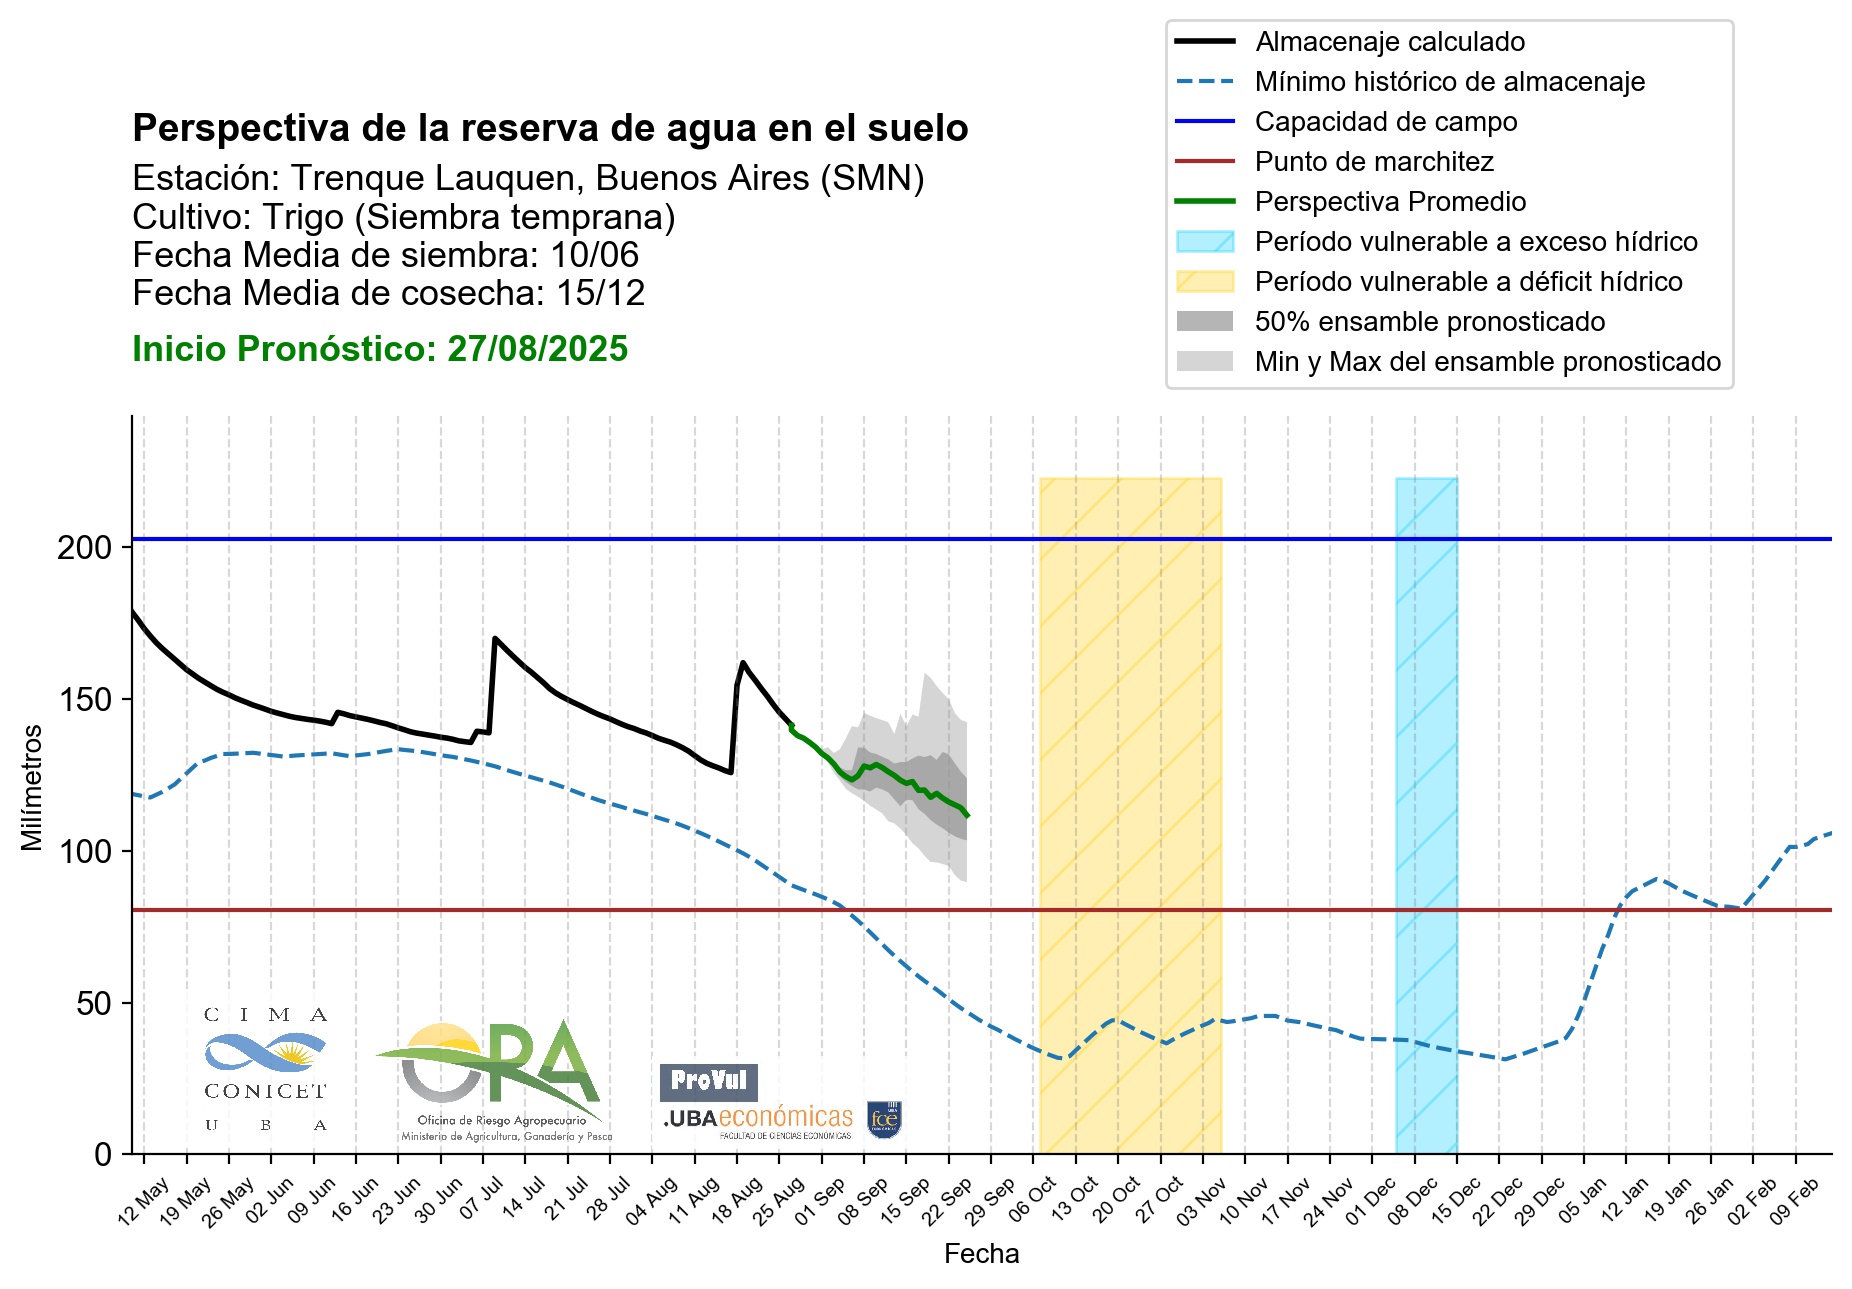 Almacenaje calculado
Mínimo histórico de almacenaje
Capacidad de campo
Punto de marchitez
Perspectiva Promedio
Período vulnerable a exceso hídrico
Período vulnerable a déficit hídrico
50% ensamble pronosticado
Min y Max del ensamble pronosticado
Perspectiva de la reserva de agua en el suelo
Estación: Trenque Lauquen, Buenos Aires (SMN)
Cultivo: Trigo (Siembra temprana)
Fecha Media de siembra: 10/06
Fecha Media de cosecha: 15/12
Inicio Pronóstico: 27/08/2025
Milímetros
200
150
100
50
0
CIMA
CONICET
UBA
ORA
Oficina de Riesgo Agropecuario
Ministerio de Agricultura, Ganadería y Pesca
ProVul
.UBAeconómicas
FACULTAD DE CIENCIAS ECONÓMICAS
fce
12 May
19 May
26 May
02 Jun
09 Jun
16 Jun
23 Jun
30 Jun
07 Jul
14 Jul
21 Jul
28 Jul
04 Aug
11 Aug
18 Aug
25 Aug
01 Sep
08 Sep
15 Sep
22 Sep
29 Sep
06 Oct
13 Oct
20 Oct
27 Oct
03 Nov
10 Nov
17 Nov
24 Nov
01 Dec
08 Dec
15 Dec
22 Dec
29 Dec
05 Jan
12 Jan
19 Jan
26 Jan
02 Feb
09 Feb
Fecha